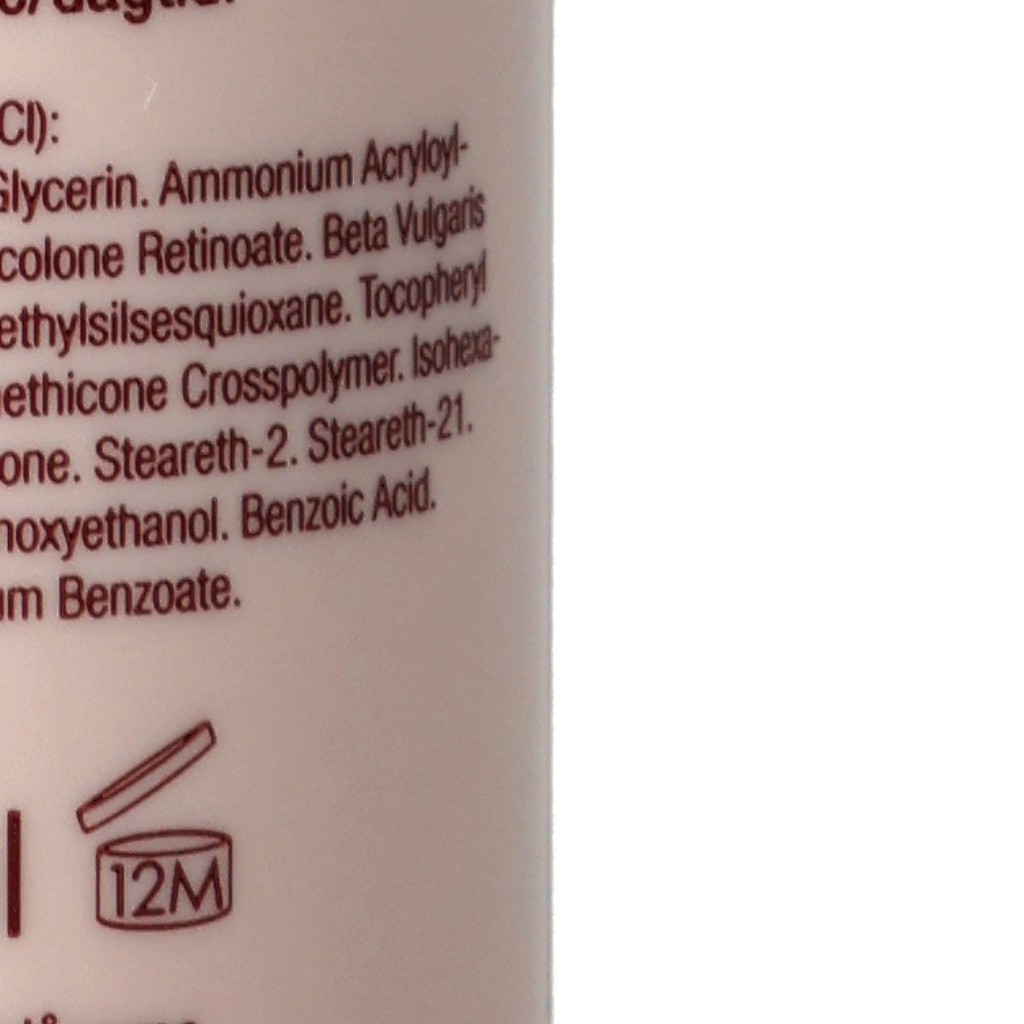 CI):
Glycerin. Ammonium Acryloyl-
colone Retinoate. Beta Vulgaris
ethylsilsesquioxane. Tocopheryl
ethicone Crosspolymer. Isohexa-
one. Steareth-2. Steareth-21.
noxyethanol. Benzoic Acid.
um Benzoate.
12M